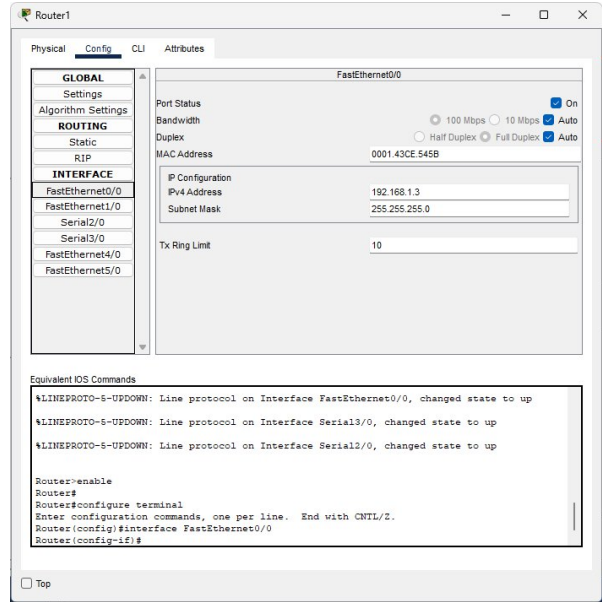 Router1
Physical Config CLI Attributes
GLOBAL
Settings
Algorithm Settings
ROUTING
Static
RIP
INTERFACE
FastEthernet0/0
FastEthernet1/0
Serial2/0
Serial3/0
FastEthernet4/0
FastEthernet5/0
FastEthernet0/0
Port Status On
Bandwidth 100 Mbps 10 Mbps Auto
Duplex Half Duplex Full Duplex Auto
MAC Address 0001.43CE.545B
IP Configuration
IPv4 Address 192.168.1.3
Subnet Mask 255.255.255.0
Tx Ring Limit 10
Equivalent IOS Commands
%LINEPROTO-5-UPDOWN: Line protocol on Interface FastEthernet0/0, changed state to up
%LINEPROTO-5-UPDOWN: Line protocol on Interface Serial3/0, changed state to up
%LINEPROTO-5-UPDOWN: Line protocol on Interface Serial2/0, changed state to up
Router>enable
Router#
Router#configure terminal
Enter configuration commands, one per line. End with CNTL/Z.
Router(config)#interface FastEthernet0/0
Router(config-if)#
Top